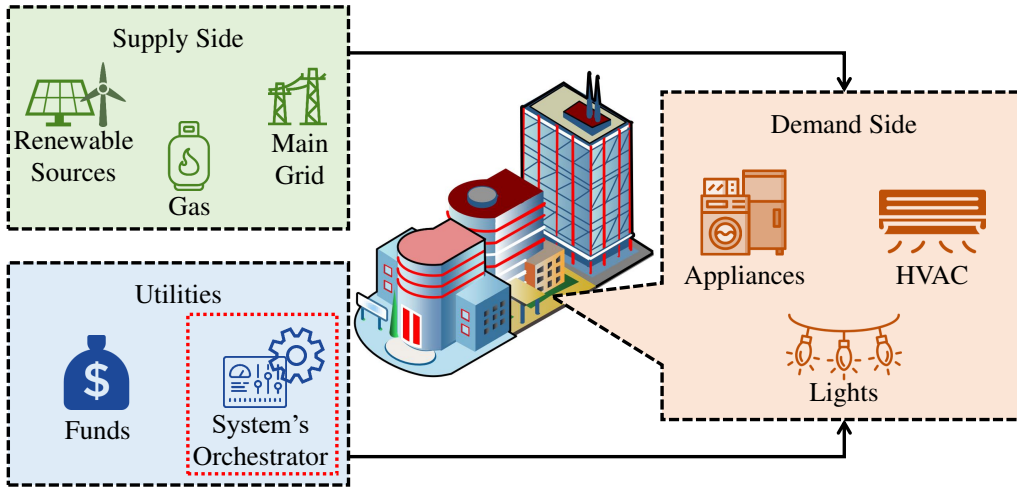 Supply Side
Renewable
Sources
Gas
Main
Grid
Utilities
$
Funds
System's
Orchestrator
Demand Side
Appliances
HVAC
Lights